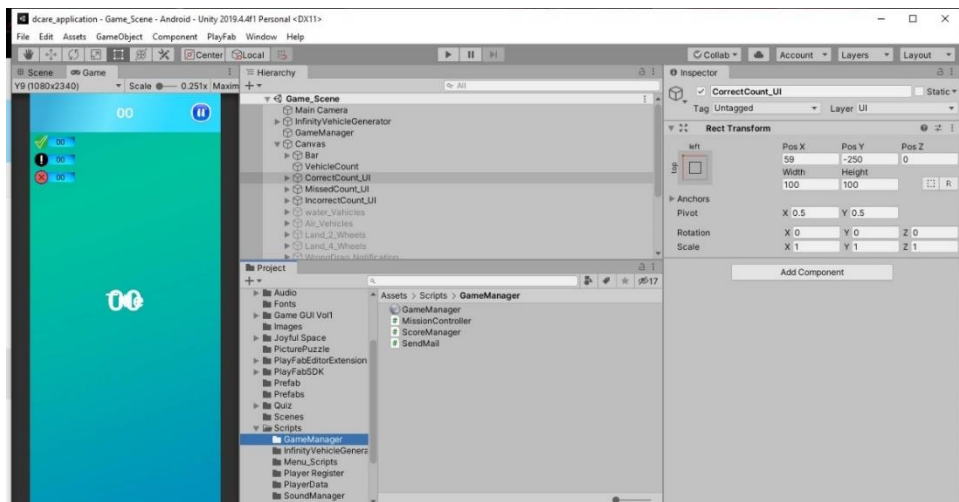 dcare_application - Game_Scene - Android - Unity 2019.4.4f1 Personal <DX11>
File Edit Assets GameObject Component PlayFab Window Help
Center Local Collab Account Layers Layout
Scene Game
Y9 (1080x2340) Scale 0.251x Maxim
00
00
00
00
Hierarchy
All
Game_Scene
Main Camera
InfinityVehicleGenerator
GameManager
Canvas
Bar
VehicleCount
CorrectCount_UI
MissedCount_UI
IncorrectCount_UI
water_Vahicles
Air_Vehicles
Land_2_Wheels
Land_4_Wheels
WrongDrag_Notification
Project
17
Audio
Fonts
Game GUI Vol1
Images
Joyful Space
PicturePuzzle
PlayFabEditorExtension
PlayFabSDK
Prefab
Prefabs
Quiz
Scenes
Scripts
GameManager
InfinityVehicleGenera
Menu_Scripts
Player Register
PlayerData
SoundManager
Assets > Scripts > GameManager
GameManager
MissionController
ScoreManager
SendMail
Inspector
CorrectCount_UI Static
Tag Untagged Layer UI
Rect Transform
left
top
Pos X Pos Y Pos Z
59 -250 0
Width Height
100 100
R
Anchors
Pivot X 0.5 Y 0.5
Rotation X 0 Y 0 Z 0
Scale X 1 Y 1 Z 1
Add Component